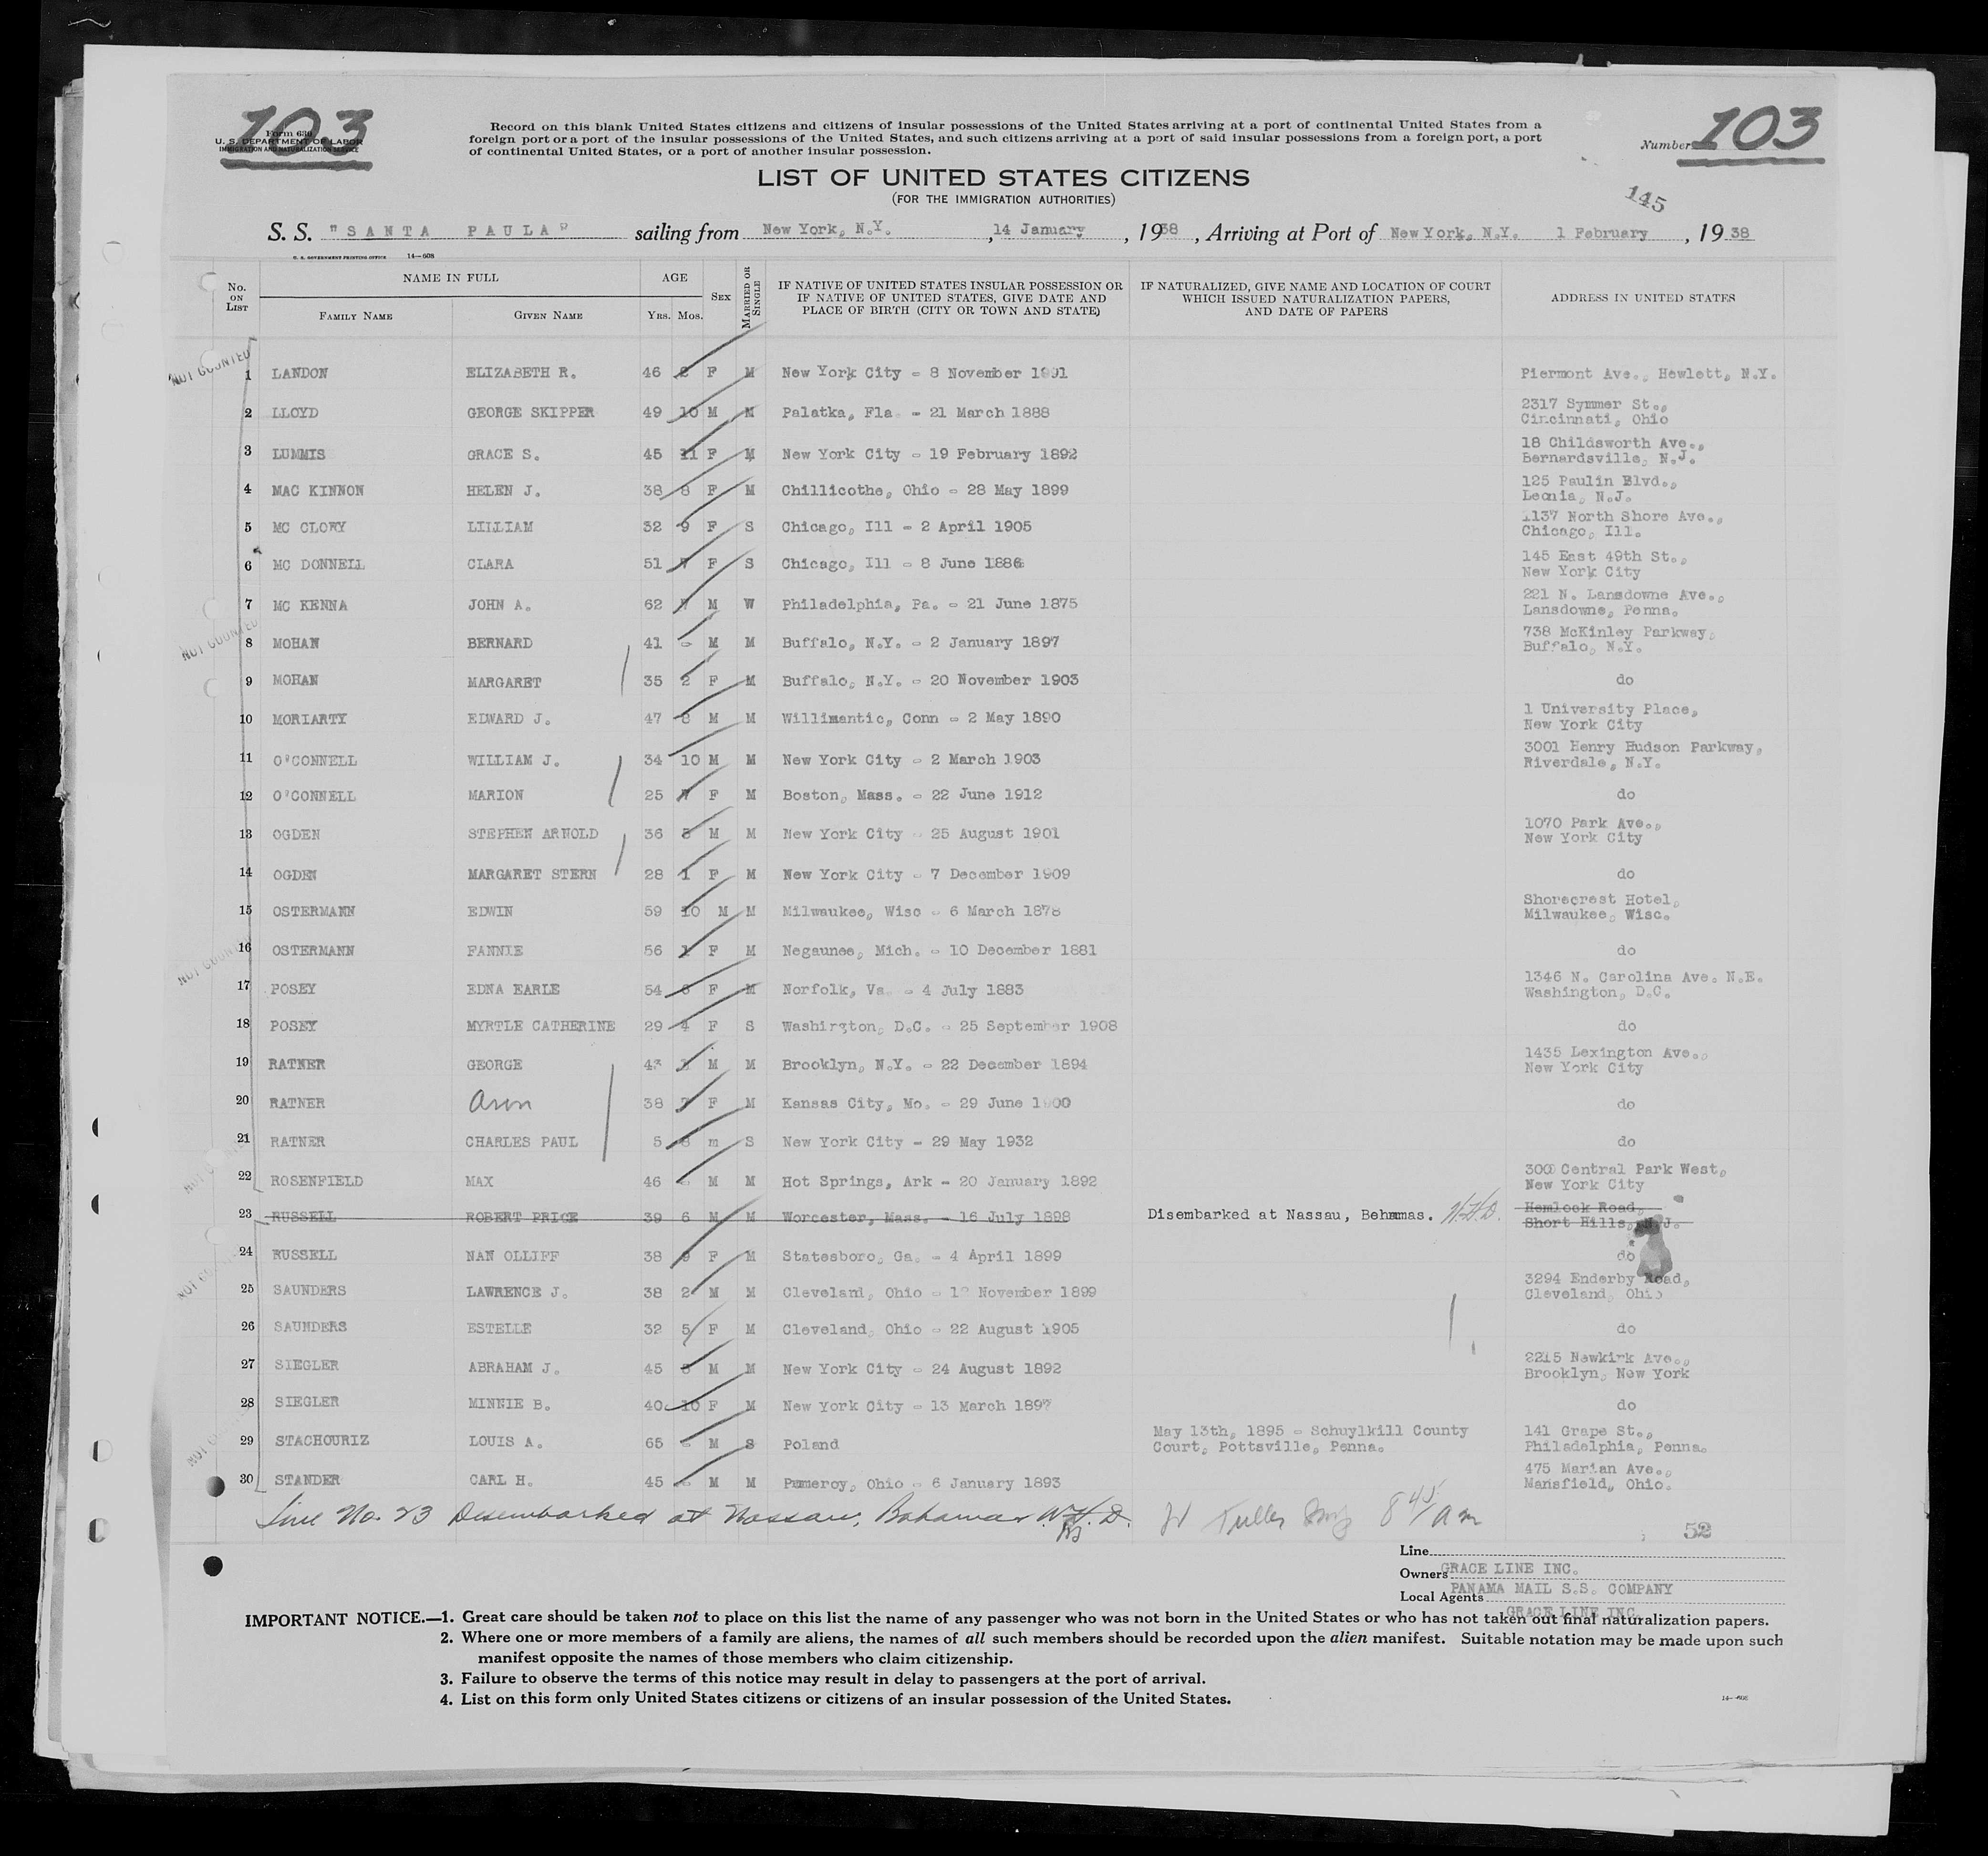 103
103
Form 630
U. S. DEPARTMENT OF LABOR
IMMIGRATION AND NATURALIZATION SERVICE
Record on this blank United States citizens and citizens of insular possessions of the United States arriving at a port of continental United States from a
foreign port or a port of the insular possessions of the United States, and such citizens arriving at a port of said insular possessions from a foreign port, a port
of continental United States, or a port of another insular possession.
Number
LIST OF UNITED STATES CITIZENS
(FOR THE IMMIGRATION AUTHORITIES)
145
S. S. "SANTA PAULA" sailing from New York, N.Y., 14 January, 1938, Arriving at Port of New York, N.Y. 1 February, 1938
U. S. GOVERNMENT PRINTING OFFICE 14—608
No. ON LIST
NAME IN FULL
FAMILY NAME GIVEN NAME
AGE
YRS. MOS.
SEX
MARRIED OR SINGLE
IF NATIVE OF UNITED STATES INSULAR POSSESSION OR
IF NATIVE OF UNITED STATES, GIVE DATE AND
PLACE OF BIRTH (CITY OR TOWN AND STATE)
IF NATURALIZED, GIVE NAME AND LOCATION OF COURT
WHICH ISSUED NATURALIZATION PAPERS,
AND DATE OF PAPERS
ADDRESS IN UNITED STATES
NOT COUNTED
1 LANDON ELIZABETH R. 46 2 F M New York City - 8 November 1891 Piermont Ave., Hewlett, N.Y.
2 LLOYD GEORGE SKIPPER 49 10 M M Palatka, Fla. - 21 March 1888 2317 Symmer St.,
Cincinnati, Ohio
3 LUMMIS GRACE S. 45 11 F M New York City - 19 February 1892 18 Childsworth Ave.,
Bernardsville, N.J.
4 MAC KINNON HELEN J. 38 8 F M Chillicothe, Ohio - 28 May 1899 125 Paulin Blvd.,
Leonia, N.J.
5 MC CLORY LILLIAM 32 9 F S Chicago, Ill - 2 April 1905 1137 North Shore Ave.,
Chicago, Ill.
6 MC DONNELL CLARA 51 7 F S Chicago, Ill - 8 June 1886 145 East 49th St.,
New York City
7 MC KENNA JOHN A. 62 7 M W Philadelphia, Pa. - 21 June 1875 221 N. Lansdowne Ave.,
Lansdowne, Penna.
NOT COUNTED
8 MOHAN BERNARD 41 - M M Buffalo, N.Y. - 2 January 1897 738 McKinley Parkway,
Buffalo, N.Y.
9 MOHAN MARGARET 35 2 F M Buffalo, N.Y. - 20 November 1903 do
10 MORIARTY EDWARD J. 47 8 M M Willimantic, Conn - 2 May 1890 1 University Place,
New York City
11 O'CONNELL WILLIAM J. 34 10 M M New York City - 2 March 1903 3001 Henry Hudson Parkway,
Riverdale, N.Y.
12 O'CONNELL MARION 25 7 F M Boston, Mass. - 22 June 1912 do
13 OGDEN STEPHEN ARNOLD 36 5 M M New York City - 25 August 1901 1070 Park Ave.,
New York City
14 OGDEN MARGARET STERN 28 1 F M New York City - 7 December 1909 do
15 OSTERMANN EDWIN 59 10 M M Milwaukee, Wisc - 6 March 1878 Shorecrest Hotel,
Milwaukee, Wisc.
NOT COUNTED
16 OSTERMANN FANNIE 56 1 F M Negaunee, Mich. - 10 December 1881 do
17 POSEY EDNA EARLE 54 6 F M Norfolk, Va. - 4 July 1883 1346 N. Carolina Ave. N.E.
Washington, D.C.
18 POSEY MYRTLE CATHERINE 29 4 F S Washington, D.C. - 25 September 1908 do
19 RATNER GEORGE 43 1 M M Brooklyn, N.Y. - 22 December 1894 1435 Lexington Ave.,
New York City
20 RATNER Ann 38 7 F M Kansas City, Mo. - 29 June 1900 do
21 RATNER CHARLES PAUL 5 8 m S New York City - 29 May 1932 do
NOT
22 ROSENFIELD MAX 46 - M M Hot Springs, Ark - 20 January 1892 300 Central Park West,
New York City
23 RUSSELL ROBERT PRICE 39 6 M M Worcester, Mass. - 16 July 1898 Disembarked at Nassau, Behamas. W.H.D. Hemlock Road,
Short Hills, N.J.
24 RUSSELL NAN OLLIFF 38 9 F M Statesboro, Ga. - 4 April 1899 do
NOT
25 SAUNDERS LAWRENCE J. 38 2 M M Cleveland, Ohio - November 1899 3294 Enderby Road,
Cleveland, Ohio
26 SAUNDERS ESTELLE 32 5 F M Cleveland, Ohio - 22 August 1905 do
27 SIEGLER ABRAHAM J. 45 5 M M New York City - 24 August 1892 2215 Newkirk Ave.,
Brooklyn, New York
28 SIEGLER MINNIE B. 40 10 F M New York City - 13 March 1897 do
NOT
29 STACHOURIZ LOUIS A. 65 - M S Poland May 13th, 1895 - Schuylkill County
Court, Pottsville, Penna. 141 Grape St.,
Philadelphia, Penna.
30 STANDER CARL H. 45 - M M Pomeroy, Ohio - 6 January 1893 475 Marian Ave.,
Mansfield, Ohio.
Line No. 23 Disembarked at Nassau, Bahamas W.H.D. Fuller 8 45 am
52
Line
Owners GRACE LINE INC.
Local Agents PANAMA MAIL S.S. COMPANY
GRACE LINE INC.
IMPORTANT NOTICE.—1. Great care should be taken not to place on this list the name of any passenger who was not born in the United States or who has not taken out final naturalization papers.
2. Where one or more members of a family are aliens, the names of all such members should be recorded upon the alien manifest. Suitable notation may be made upon such
manifest opposite the names of those members who claim citizenship.
3. Failure to observe the terms of this notice may result in delay to passengers at the port of arrival.
4. List on this form only United States citizens or citizens of an insular possession of the United States.
14—608